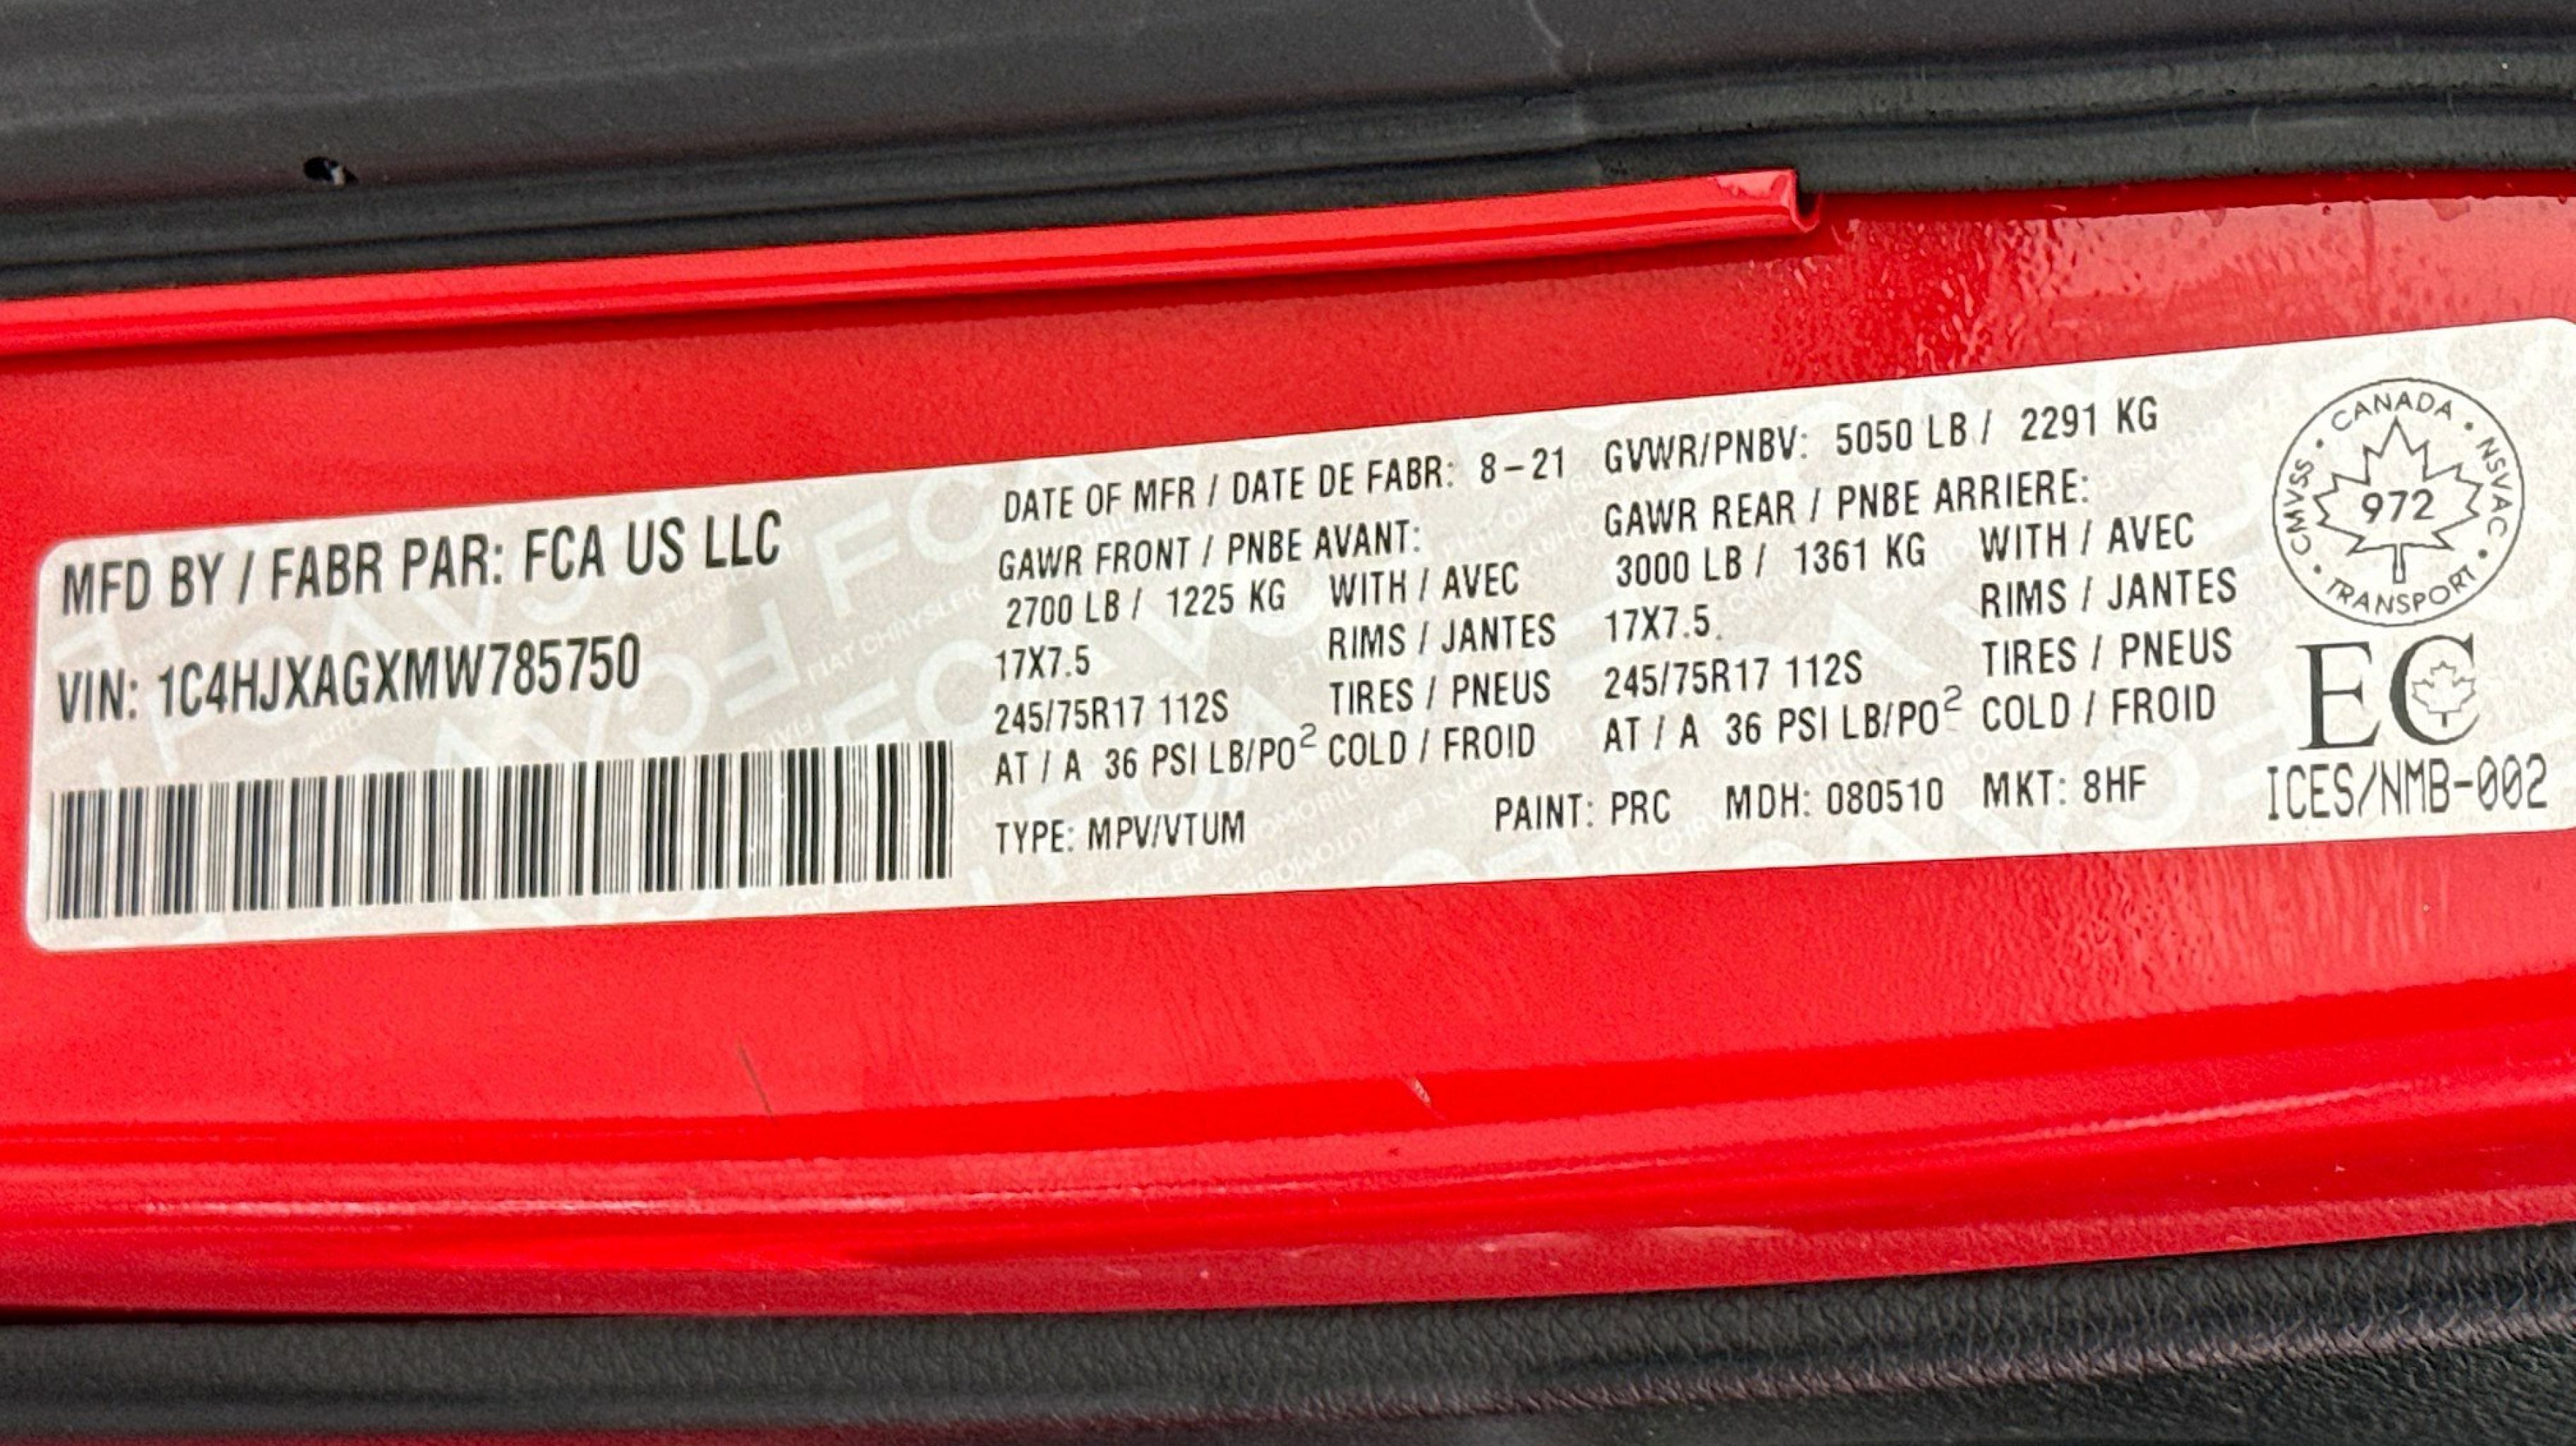 MFD BY / FABR PAR: FCA US LLC
VIN: 1C4HJXAGXMW785750
DATE OF MFR / DATE DE FABR: 8-21
GAWR FRONT / PNBE AVANT:
2700 LB / 1225 KG WITH / AVEC
17X7.5 RIMS / JANTES
245/75R17 112S TIRES / PNEUS
AT / A 36 PSI LB/PO² COLD / FROID
TYPE: MPV/VTUM
GVWR/PNBV: 5050 LB / 2291 KG
GAWR REAR / PNBE ARRIERE:
3000 LB / 1361 KG WITH / AVEC
17X7.5 RIMS / JANTES
245/75R17 112S TIRES / PNEUS
AT / A 36 PSI LB/PO² COLD / FROID
PAINT: PRC MDH: 080510 MKT: 8HF
CMVSS • CANADA • NSVAC • TRANSPORT •
972
EC
ICES/NMB-002